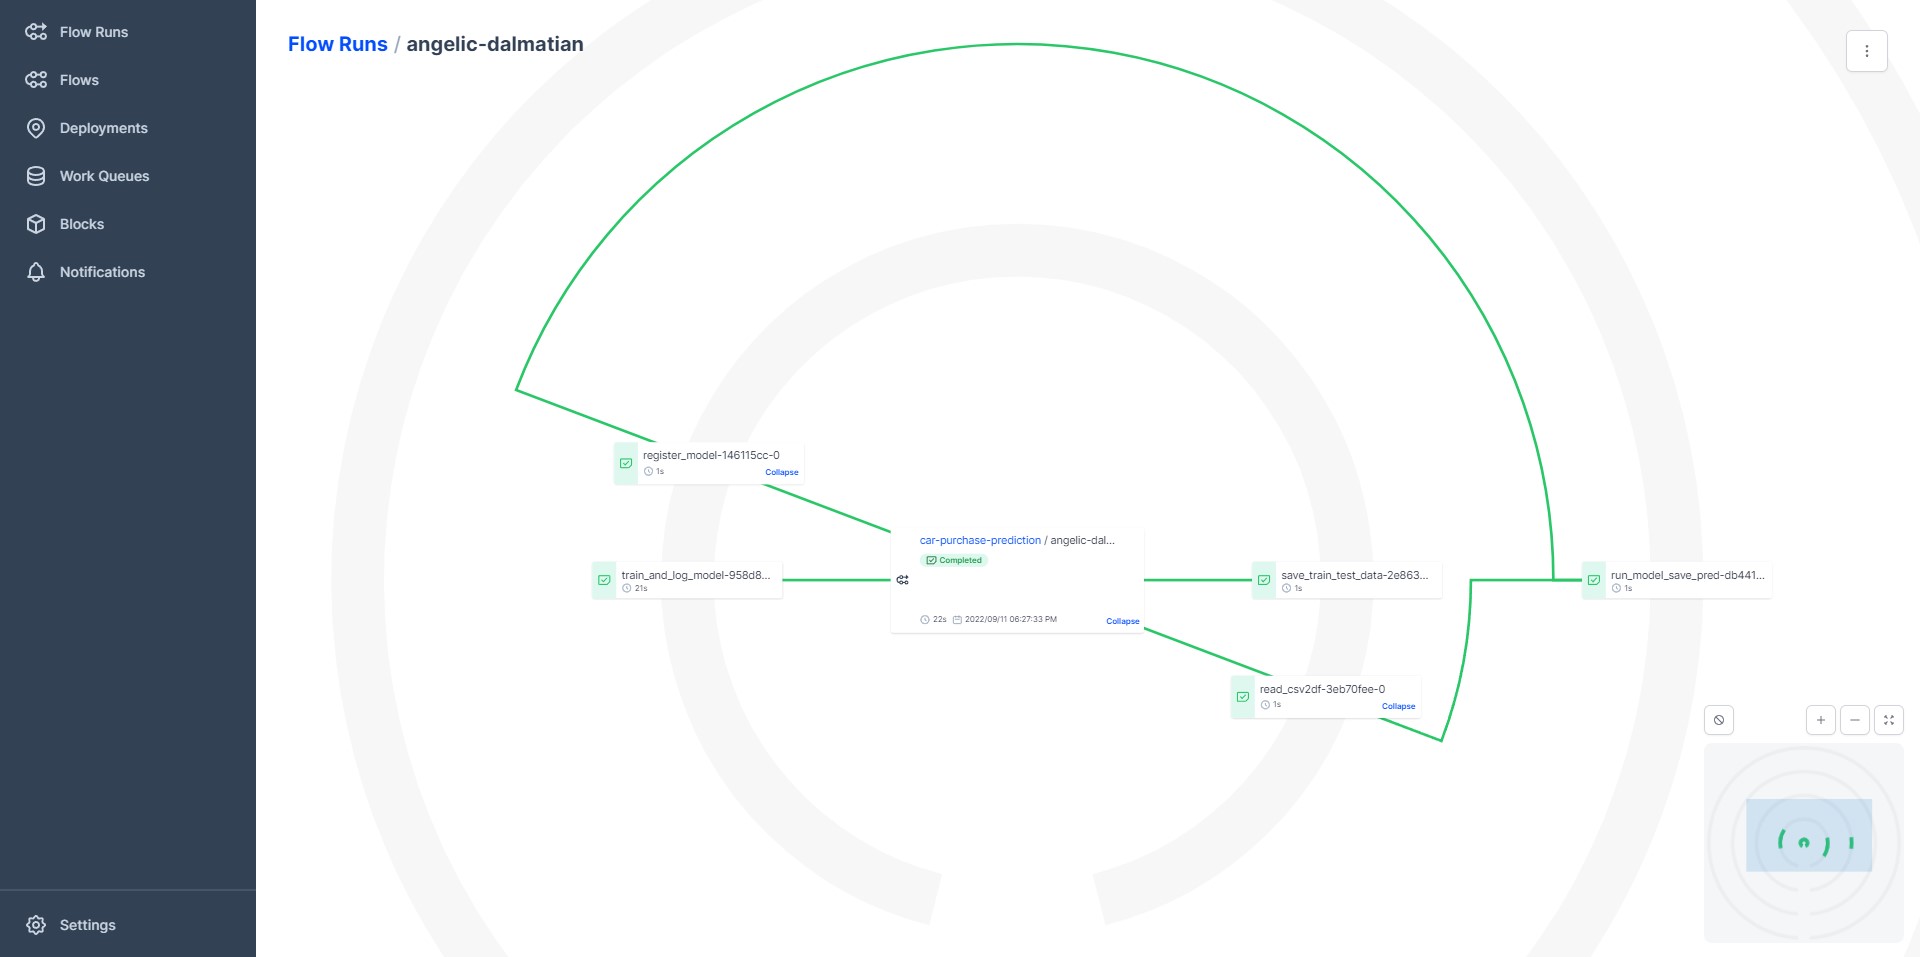 Flow Runs
Flows
Deployments
Work Queues
Blocks
Notifications
Settings
Flow Runs / angelic-dalmatian
register_model-146115cc-0
1s
Collapse
car-purchase-prediction / angelic-dal...
Completed
22s 2022/09/11 06:27:33 PM
Collapse
train_and_log_model-958d8...
21s
save_train_test_data-2e863...
1s
run_model_save_pred-db441...
1s
read_csv2df-3eb70fee-0
1s
Collapse